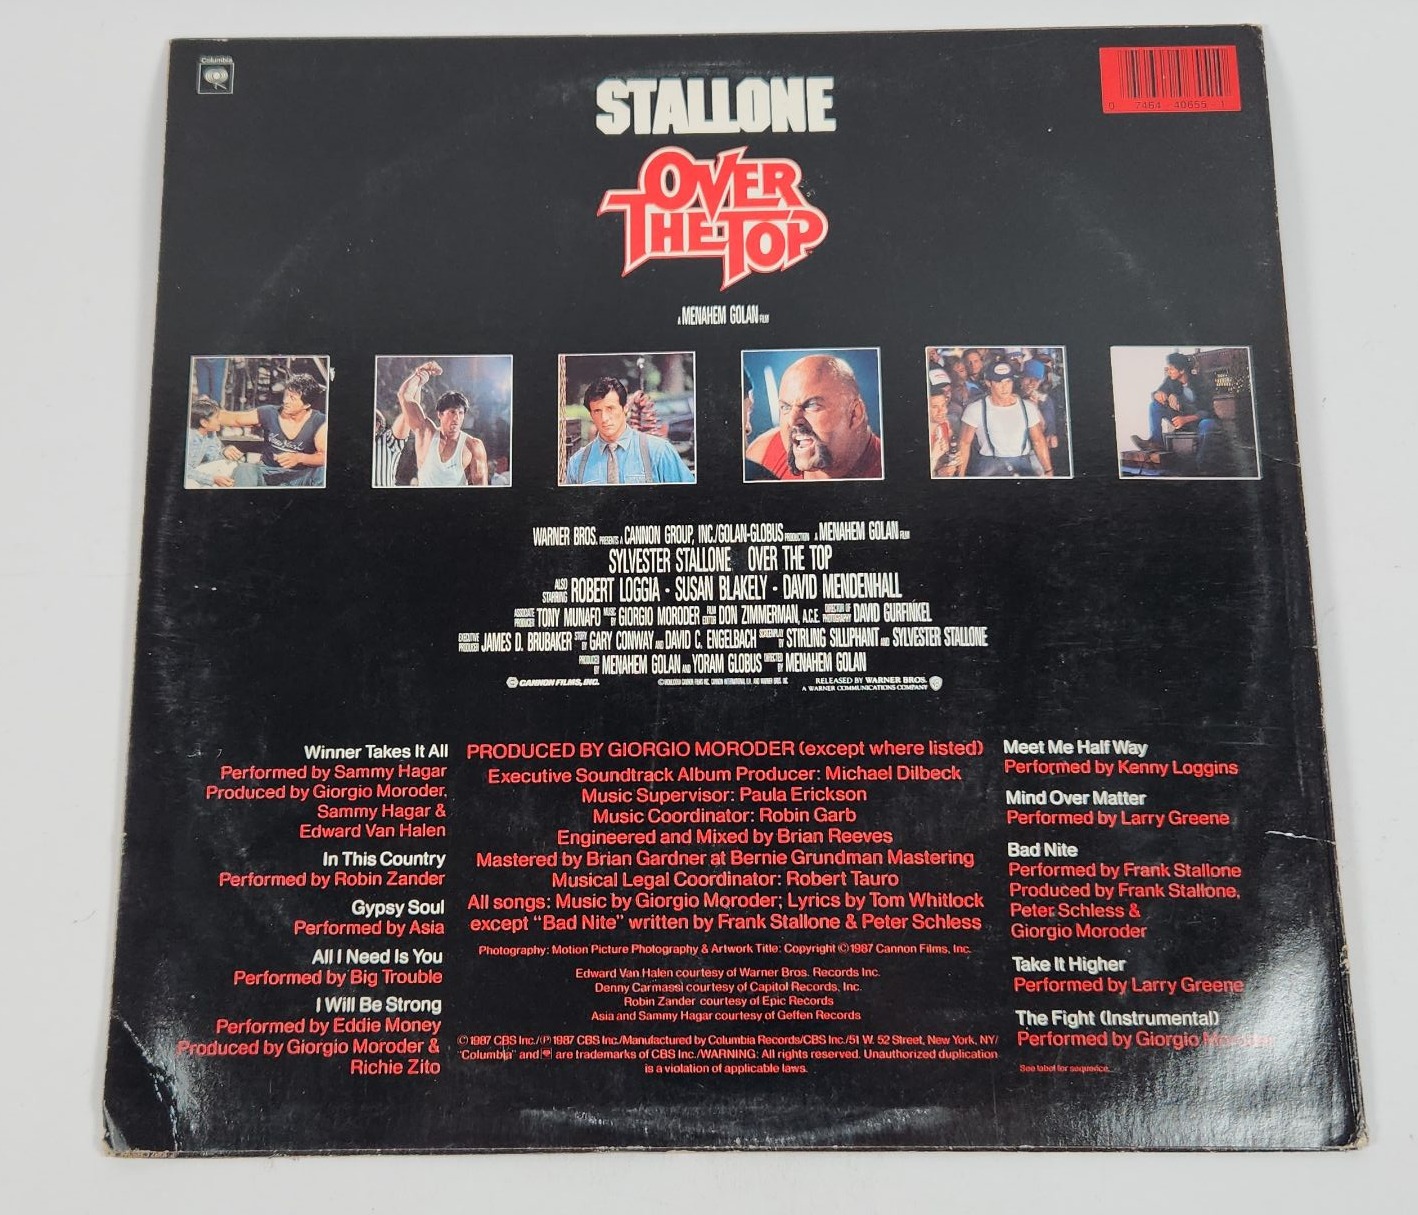 Columbia
STALLONE
0 7464 40655 1
OVER
THE TOP
A MENAHEM GOLAN FILM
WARNER BROS. PRESENTS A CANNON GROUP, INC./GOLAN-GLOBUS PRODUCTION A MENAHEM GOLAN FILM
SYLVESTER STALLONE OVER THE TOP
ALSO STARRING ROBERT LOGGIA · SUSAN BLAKELY · DAVID MENDENHALL
ASSOCIATE PRODUCER TONY MUNAFO MUSIC BY GIORGIO MORODER FILM EDITOR DON ZIMMERMAN, A.C.E. DIRECTOR OF PHOTOGRAPHY DAVID GURFINKEL
EXECUTIVE PRODUCER JAMES D. BRUBAKER STORY BY GARY CONWAY AND DAVID C. ENGELBACH SCREENPLAY BY STIRLING SILLIPHANT AND SYLVESTER STALLONE
PRODUCED BY MENAHEM GOLAN AND YORAM GLOBUS DIRECTED BY MENAHEM GOLAN
CANNON FILMS, INC.
RELEASED BY WARNER BROS.
A WARNER COMMUNICATIONS COMPANY
Winner Takes It All
Performed by Sammy Hagar
Produced by Giorgio Moroder,
Sammy Hagar &
Edward Van Halen
In This Country
Performed by Robin Zander
Gypsy Soul
Performed by Asia
All I Need Is You
Performed by Big Trouble
I Will Be Strong
Performed by Eddie Money
Produced by Giorgio Moroder &
Richie Zito
PRODUCED BY GIORGIO MORODER (except where listed)
Executive Soundtrack Album Producer: Michael Dilbeck
Music Supervisor: Paula Erickson
Music Coordinator: Robin Garb
Engineered and Mixed by Brian Reeves
Mastered by Brian Gardner at Bernie Grundman Mastering
Musical Legal Coordinator: Robert Tauro
All songs: Music by Giorgio Moroder; Lyrics by Tom Whitlock
except "Bad Nite" written by Frank Stallone & Peter Schless
Photography: Motion Picture Photography & Artwork Title: Copyright © 1987 Cannon Films, Inc.
Edward Van Halen courtesy of Warner Bros. Records Inc.
Denny Carmassi courtesy of Capitol Records, Inc.
Robin Zander courtesy of Epic Records
Asia and Sammy Hagar courtesy of Geffen Records
© 1987 CBS Inc./℗ 1987 CBS Inc./Manufactured by Columbia Records/CBS Inc./51 W. 52 Street, New York, NY/
"Columbia" and are trademarks of CBS Inc./WARNING: All rights reserved. Unauthorized duplication
is a violation of applicable laws.
Meet Me Half Way
Performed by Kenny Loggins
Mind Over Matter
Performed by Larry Greene
Bad Nite
Performed by Frank Stallone
Produced by Frank Stallone,
Peter Schless &
Giorgio Moroder
Take It Higher
Performed by Larry Greene
The Fight (Instrumental)
Performed by Giorgio Moroder
See label for sequence.